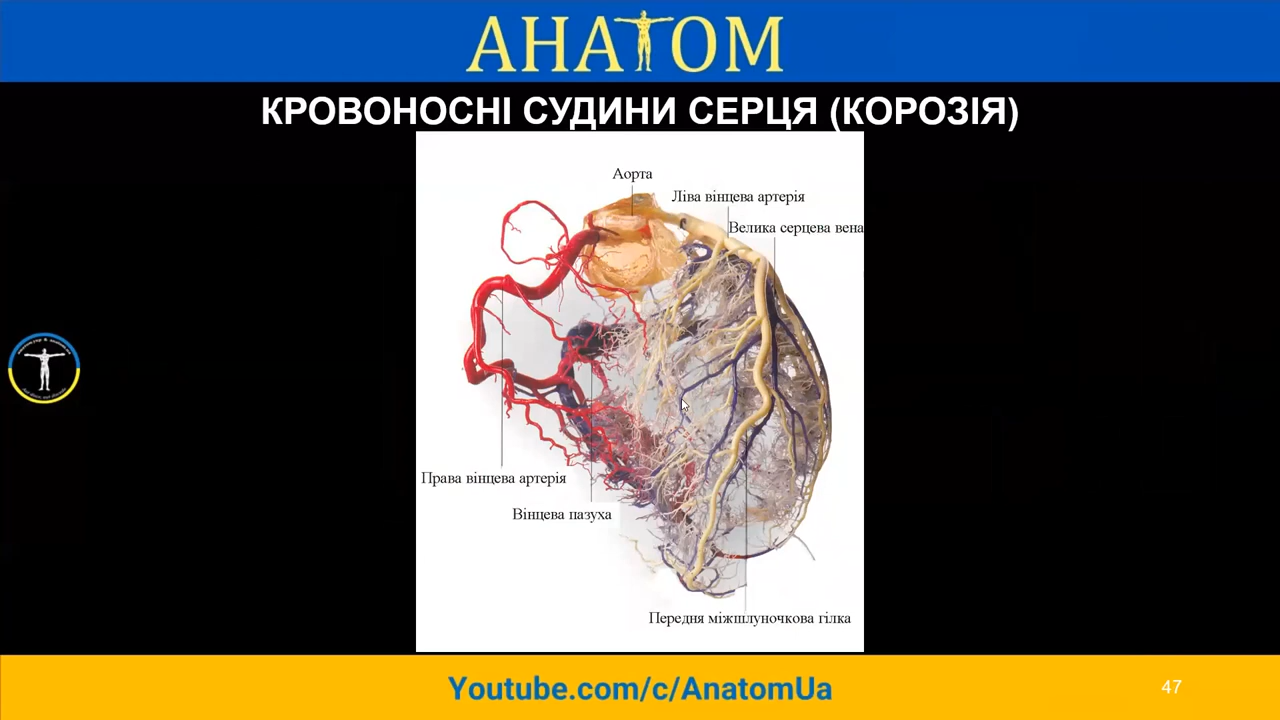 АНАТОМ
КРОВОНОСНІ СУДИНИ СЕРЦЯ (КОРОЗІЯ)
Аорта
Ліва вінцева артерія
Велика серцева вена
Права вінцева артерія
Вінцева пазуха
Передня міжшлуночкова гілка
Youtube.com/c/AnatomUa
47